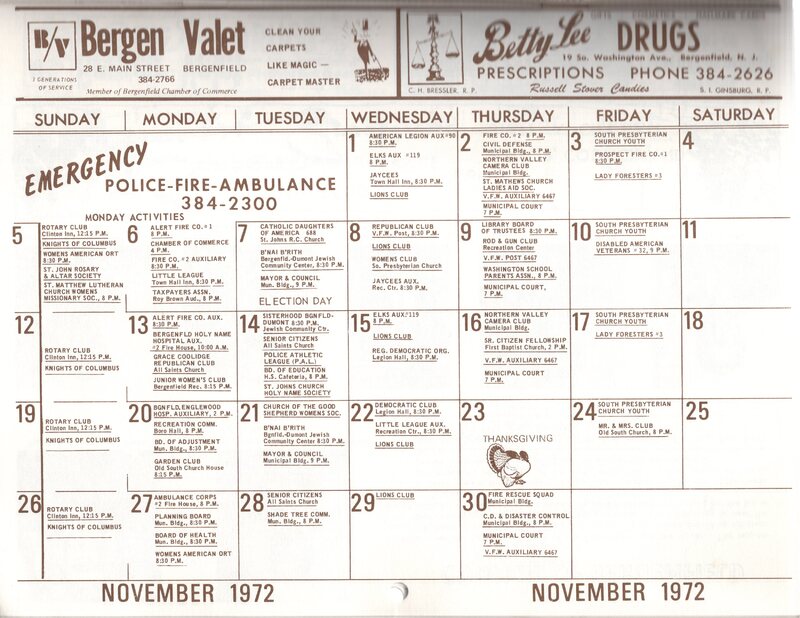 B/V
3 GENERATIONS
OF SERVICE
Bergen Valet
28 E. MAIN STREET BERGENFIELD
384-2766
Member of Bergenfield Chamber of Commerce
CLEAN YOUR
CARPETS
LIKE MAGIC —
CARPET MASTER
C. H. BRESSLER, R. P.
Betty Lee DRUGS
19 So. Washington Ave., Bergenfield, N. J.
PRESCRIPTIONS PHONE 384-2626
Russell Stover Candies
S. I. GINSBURG, R. P.
SUNDAY MONDAY TUESDAY WEDNESDAY THURSDAY FRIDAY SATURDAY
EMERGENCY
POLICE-FIRE-AMBULANCE
384-2300
MONDAY ACTIVITIES
1
AMERICAN LEGION AUX #90
8:30 P.M.
ELKS AUX #119
8 P.M.
JAYCEES
Town Hall Inn, 8:30 P.M.
LIONS CLUB
2
FIRE CO. #2 8 P.M.
CIVIL DEFENSE
Municipal Bldg., 8 P.M.
NORTHERN VALLEY
CAMERA CLUB
Municipal Bldg.
ST. MATHEWS CHURCH
LADIES AID SOC.
V.F.W. AUXILIARY 6467
MUNICIPAL COURT
7 P.M.
3
SOUTH PRESBYTERIAN
CHURCH YOUTH
PROSPECT FIRE CO. #1
8:30 P.M.
LADY FORESTERS #3
4
5
ROTARY CLUB
Clinton Inn, 12:15 P.M.
KNIGHTS OF COLUMBUS
WOMENS AMERICAN ORT
8:30 P.M.
ST. JOHN ROSARY
& ALTAR SOCIETY
ST. MATTHEW LUTHERAN
CHURCH WOMENS
MISSIONARY SOC., 8 P.M.
6
ALERT FIRE CO. #1
8 P.M.
CHAMBER OF COMMERCE
4 P.M.
FIRE CO. #2 AUXILIARY
8:30 P.M.
LITTLE LEAGUE
Town Hall Inn, 8:30 P.M.
TAXPAYERS ASSN.
Roy Brown Aud., 8 P.M.
7
CATHOLIC DAUGHTERS
OF AMERICA 688
St. Johns R.C. Church
B'NAI B'RITH
Bergenfld.-Dumont Jewish
Community Center, 8:30 P.M.
MAYOR & COUNCIL
Mun. Bldg., 9 P.M.
ELECTION DAY
8
REPUBLICAN CLUB
V.F.W. Post, 8:30 P.M.
LIONS CLUB
WOMENS CLUB
So. Presbyterian Church
JAYCEES AUX.
Rec. Ctr. 8:30 P.M.
9
LIBRARY BOARD
OF TRUSTEES 8:30 P.M.
ROD & GUN CLUB
Recreation Center
V.F.W. POST 6467
WASHINGTON SCHOOL
PARENTS ASSN., 8 P.M.
MUNICIPAL COURT,
7 P.M.
10
SOUTH PRESBYTERIAN
CHURCH YOUTH
DISABLED AMERICAN
VETERANS #32, 9 P.M.
11
12
ROTARY CLUB
Clinton Inn, 12:15 P.M.
KNIGHTS OF COLUMBUS
13
ALERT FIRE CO. AUX.
8:30 P.M.
BERGENFLD HOLY NAME
HOSPITAL AUX.
#2 Fire House, 10:00 A.M.
GRACE COOLIDGE
REPUBLICAN CLUB
All Saints Church
JUNIOR WOMEN'S CLUB
Bergenfield Rec. 8:15 P.M.
14
SISTERHOOD BGNFLD-
DUMONT 8:30 P.M.
Jewish Community Ctr.
SENIOR CITIZENS
All Saints Church
POLICE ATHLETIC
LEAGUE (P.A.L.)
BD. OF EDUCATION
H.S. Cafeteria, 8 P.M.
ST. JOHNS CHURCH
HOLY NAME SOCIETY
15
ELKS AUX #119
8 P.M.
LIONS CLUB
REG. DEMOCRATIC ORG.
Legion Hall, 8:30 P.M.
16
NORTHERN VALLEY
CAMERA CLUB
Municipal Bldg.
SR. CITIZEN FELLOWSHIP
First Baptist Church, 2 P.M.
V.F.W. AUXILIARY 6467
MUNICIPAL COURT
7 P.M.
17
SOUTH PRESBYTERIAN
CHURCH YOUTH
LADY FORESTERS #3
18
19
ROTARY CLUB
Clinton Inn, 12:15 P.M.
KNIGHTS OF COLUMBUS
20
BGNFLD.ENGLEWOOD
HOSP. AUXILIARY, 2 P.M.
RECREATION COMM.
Boro Hall, 8 P.M.
BD. OF ADJUSTMENT
Mun. Bldg., 8:30 P.M.
GARDEN CLUB
Old South Church House
8:15 P.M.
21
CHURCH OF THE GOOD
SHEPHERD WOMENS SOC.
B'NAI B'RITH
Bgnfld.-Dumont Jewish
Community Center 8:30 P.M.
MAYOR & COUNCIL
Municipal Bldg, 9 P.M.
22
DEMOCRATIC CLUB
Legion Hall, 8 P.M.
LITTLE LEAGUE AUX.
Recreation Ctr., 8:30 P.M.
LIONS CLUB
23
THANKSGIVING
24
SOUTH PRESBYTERIAN
CHURCH YOUTH
MR. & MRS. CLUB
Old South Church, 8 P.M.
25
26
ROTARY CLUB
Clinton Inn, 12:15 P.M.
KNIGHTS OF COLUMBUS
27
AMBULANCE CORPS
#2 Fire House, 8 P.M.
PLANNING BOARD
Mun. Bldg., 8:30 P.M.
BOARD OF HEALTH
Mun. Bldg., 8:30 P.M.
WOMENS AMERICAN ORT
8:30 P.M.
28
SENIOR CITIZENS
All Saints Church
SHADE TREE COMM.
Mun. Bldg., 8 P.M.
29
LIONS CLUB
30
FIRE RESCUE SQUAD
Municipal Bldg.
C.D. & DISASTER CONTROL
Municipal Bldg., 8 P.M.
MUNICIPAL COURT
7 P.M.
V.F.W. AUXILIARY 6467
NOVEMBER 1972 NOVEMBER 1972